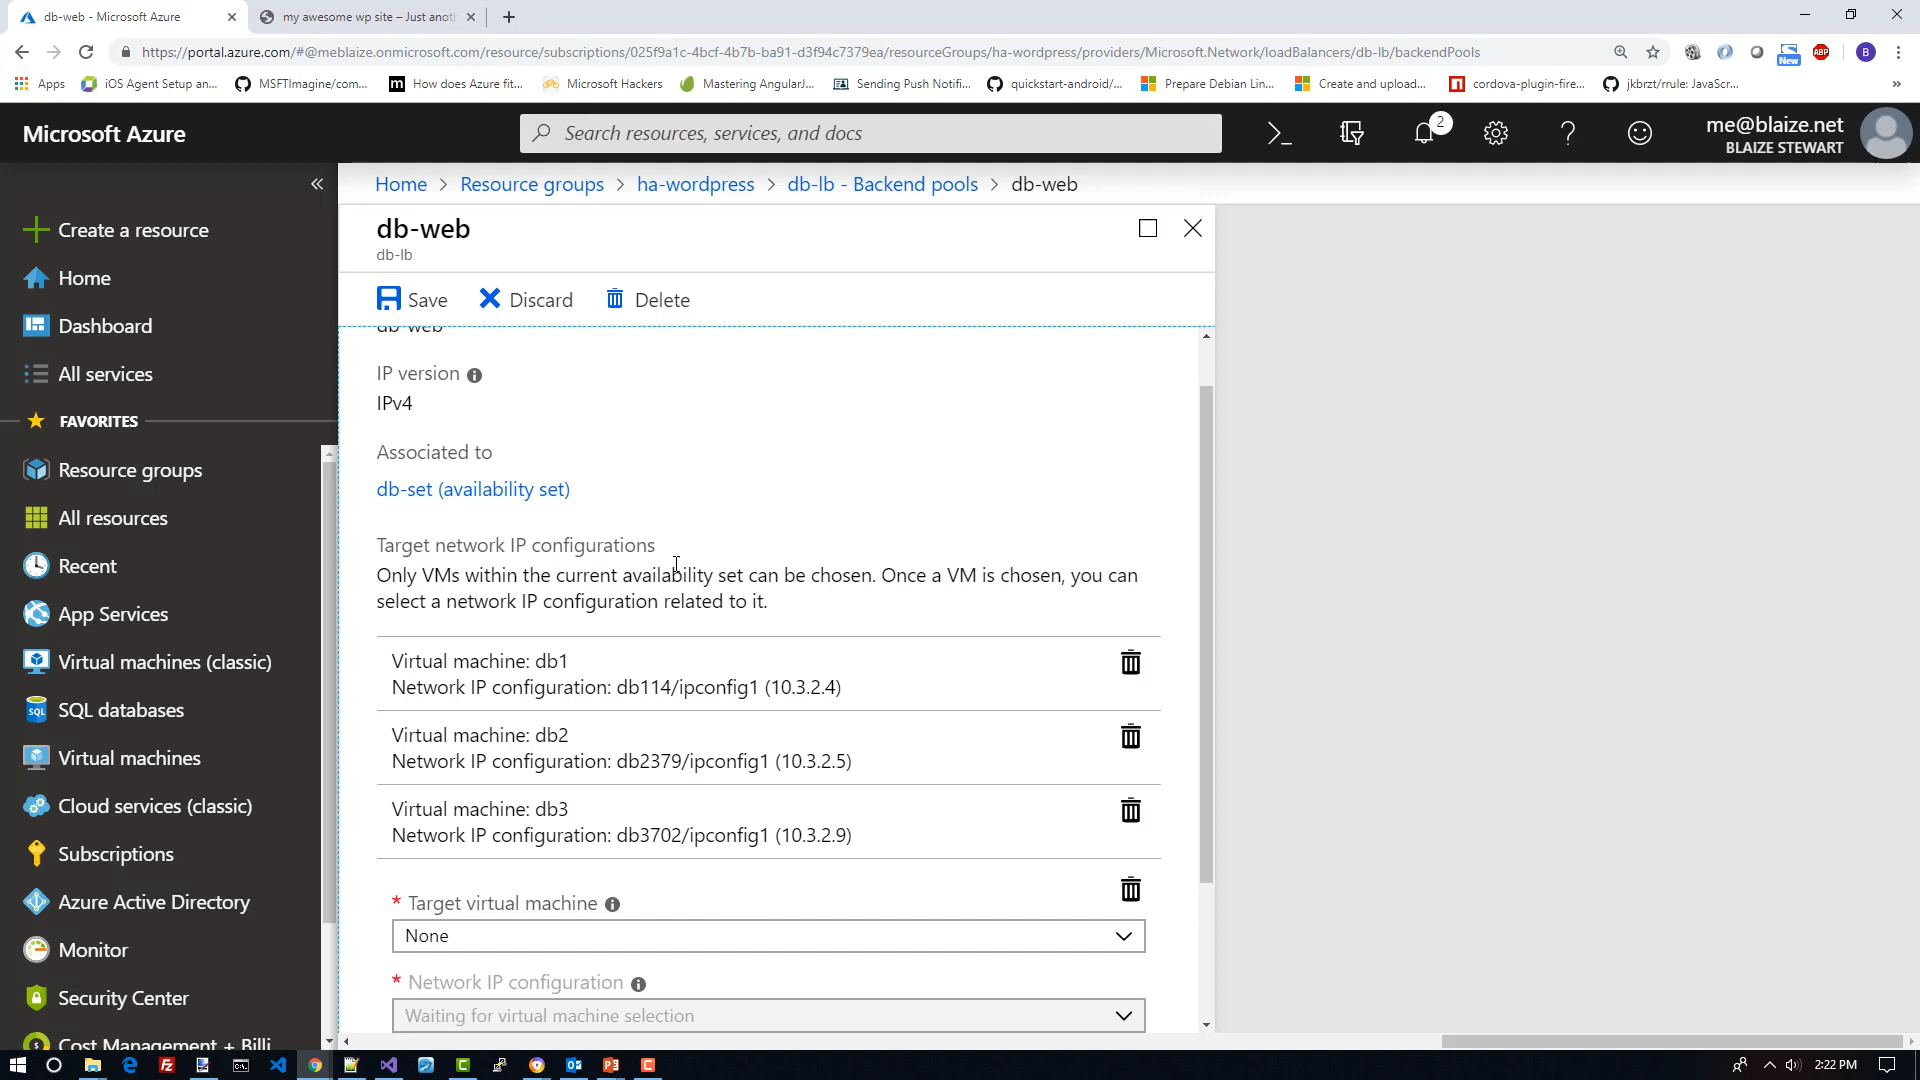 db-web - Microsoft Azure
my awesome wp site – Just anoth
https://portal.azure.com/#@meblaize.onmicrosoft.com/resource/subscriptions/025f9a1c-4bcf-4b7b-ba91-d3f94c7379ea/resourceGroups/ha-wordpress/providers/Microsoft.Network/loadBalancers/db-lb/backendPools
New
ABP
B
Apps
iOS Agent Setup an...
MSFTImagine/com...
m
How does Azure fit...
Microsoft Hackers
Mastering AngularJ...
Sending Push Notifi...
quickstart-android/...
Prepare Debian Lin...
Create and upload...
cordova-plugin-fire...
jkbrzt/rrule: JavaScr...
»
Microsoft Azure
Search resources, services, and docs
2
me@blaize.net
BLAIZE STEWART
Home > Resource groups > ha-wordpress > db-lb - Backend pools > db-web
Create a resource
Home
Dashboard
All services
FAVORITES
Resource groups
All resources
Recent
App Services
Virtual machines (classic)
SQL
SQL databases
Virtual machines
Cloud services (classic)
Subscriptions
Azure Active Directory
Monitor
Security Center
Cost Management + Billi
db-web
db-lb
Save
Discard
Delete
db-web
IP version
IPv4
Associated to
db-set (availability set)
Target network IP configurations
Only VMs within the current availability set can be chosen. Once a VM is chosen, you can
select a network IP configuration related to it.
Virtual machine: db1
Network IP configuration: db114/ipconfig1 (10.3.2.4)
Virtual machine: db2
Network IP configuration: db2379/ipconfig1 (10.3.2.5)
Virtual machine: db3
Network IP configuration: db3702/ipconfig1 (10.3.2.9)
* Target virtual machine
None
* Network IP configuration
Waiting for virtual machine selection
2:22 PM